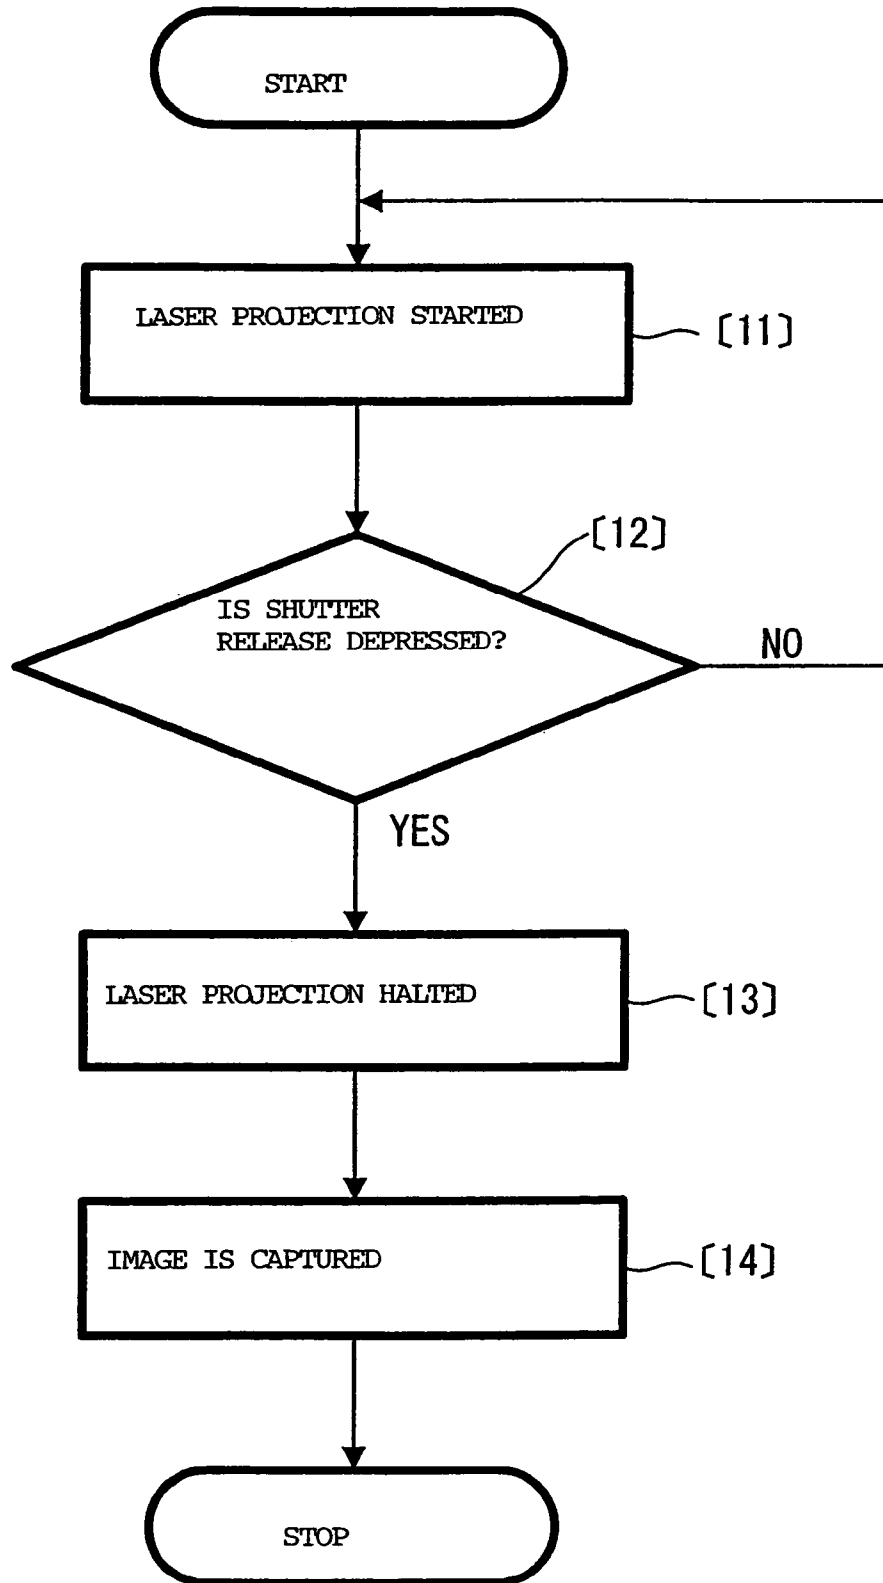 START
LASER PROJECTION STARTED
〔11〕
〔12〕
IS SHUTTER
RELEASE DEPRESSED?
NO
YES
LASER PROJECTION HALTED
〔13〕
IMAGE IS CAPTURED
〔14〕
STOP